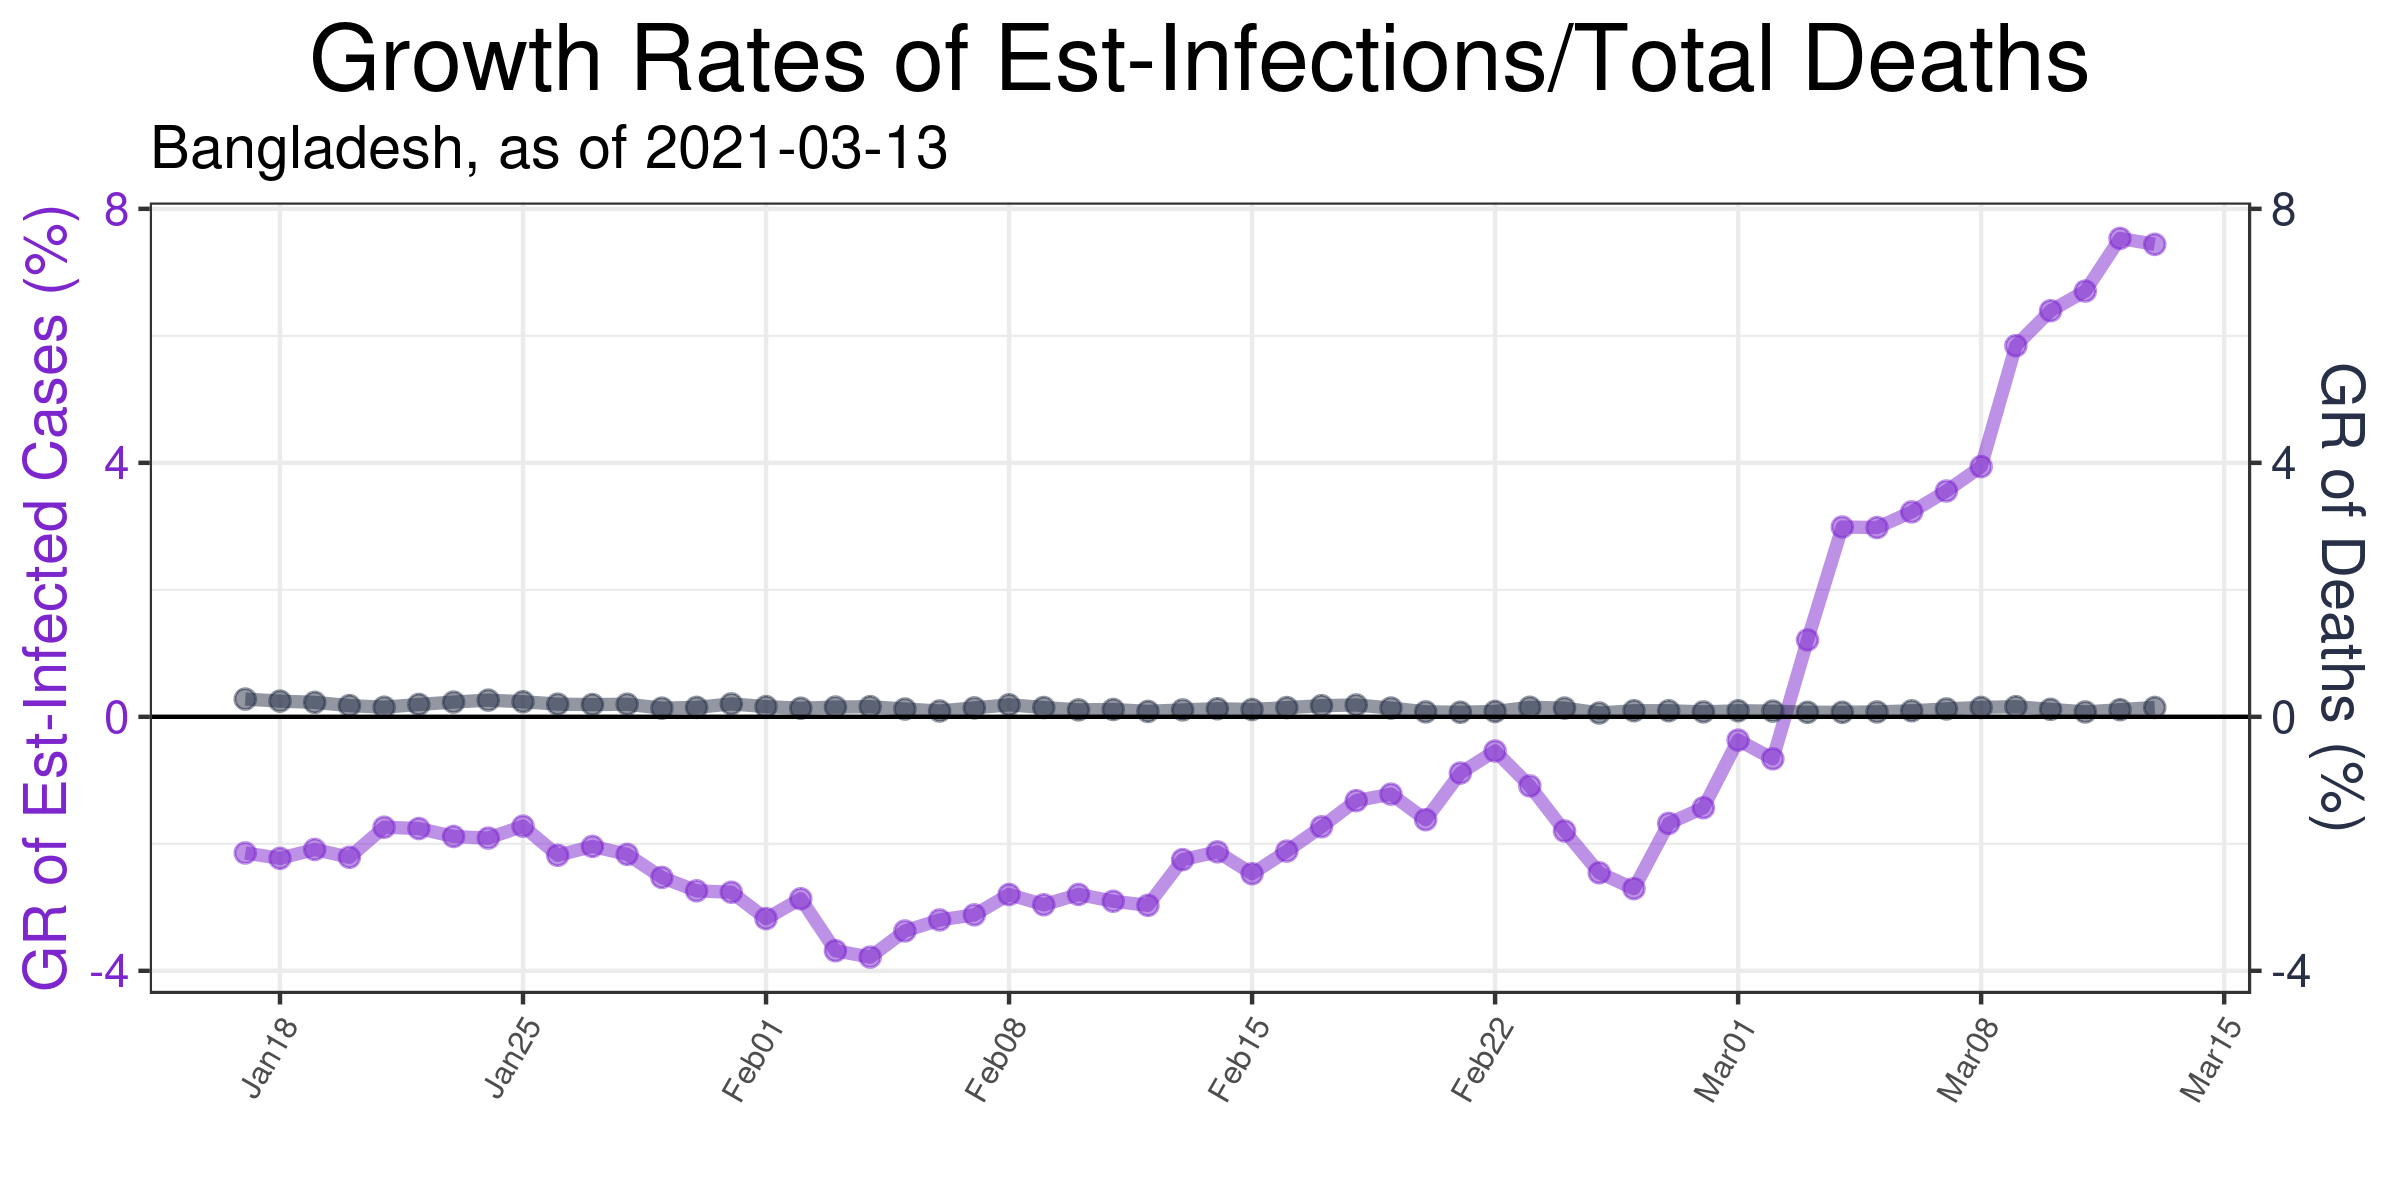 Growth Rates of Est-Infections/Total Deaths
Bangladesh, as of 2021-03-13
GR of Est-Infected Cases (%)
8
4
0
-4
8
4
0
-4
GR of Deaths (%)
Jan18
Jan25
Feb01
Feb08
Feb15
Feb22
Mar01
Mar08
Mar15